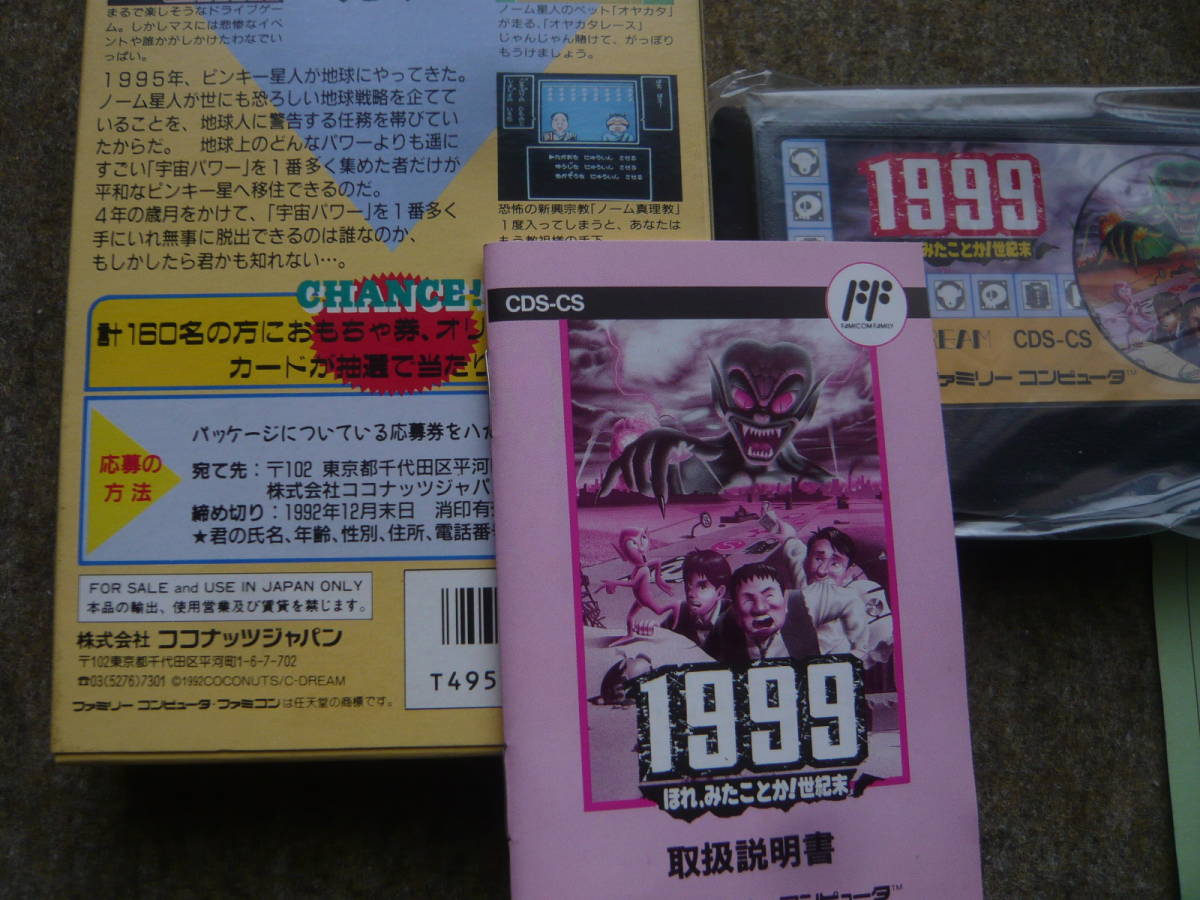 まるで楽しそうなドライブゲー
ム。しかしマスには悲惨なイベ
ントや誰かがしかけたわなでい
っぱい。
ノーム星人のペット「オヤカタ」
が走る、「オヤカタレース」
じゃんじゃん賭けて、がっぽり
もうけましょう。
1995年、ピンキー星人が地球にやってきた。
ノーム星人が世にも恐ろしい地球戦略を企てて
いることを、地球人に警告する任務を帯びてい
たからだ。 地球上のどんなパワーよりも遥に
すごい「宇宙パワー」を1番多く集めた者だけが
平和なピンキー星へ移住できるのだ。
4年の歳月をかけて、「宇宙パワー」を1番多く
手にいれ無事に脱出できるのは誰なのか、
もしかしたら君かも知れない…。
恐怖の新興宗教「ノーム真理教」
1度入ってしまうと、あなたは
もう教祖様の手下
CHANCE!
計160名の方におもちゃ券、オリ
カードが抽選で当たり
応募の
方法
パッケージについている応募券をハガ
宛て先:〒102 東京都千代田区平河
株式会社ココナッツジャパ
締め切り:1992年12月末日 消印有
★君の氏名、年齢、性別、住所、電話番号
FOR SALE and USE IN JAPAN ONLY
本品の輸出、使用営業及び賃貸を禁じます。
株式会社 ココナッツジャパン
〒102東京都千代田区平河町1-6-7-702
☎03(5276)7301 ©1992COCONUTS/C-DREAM
ファミリー コンピュータ・ファミコンは任天堂の商標です。
T495
CDS-CS
FAMICOM FAMILY
1999
ほれ、みたことか!世紀末
取扱説明書
コンピュータ™
1999
みたことか!世紀末
REAM CDS-CS
ファミリー コンピュータ™